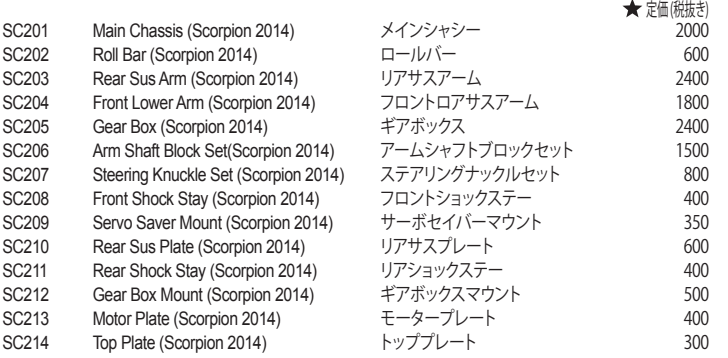 ★ 定価(税抜き)
SC201 Main Chassis (Scorpion 2014) メインシャシー 2000
SC202 Roll Bar (Scorpion 2014) ロールバー 600
SC203 Rear Sus Arm (Scorpion 2014) リアサスアーム 2400
SC204 Front Lower Arm (Scorpion 2014) フロントロアサスアーム 1800
SC205 Gear Box (Scorpion 2014) ギアボックス 2400
SC206 Arm Shaft Block Set(Scorpion 2014) アームシャフトブロックセット 1500
SC207 Steering Knuckle Set (Scorpion 2014) ステアリングナックルセット 800
SC208 Front Shock Stay (Scorpion 2014) フロントショックステー 400
SC209 Servo Saver Mount (Scorpion 2014) サーボセイバーマウント 350
SC210 Rear Sus Plate (Scorpion 2014) リアサスプレート 600
SC211 Rear Shock Stay (Scorpion 2014) リアショックステー 400
SC212 Gear Box Mount (Scorpion 2014) ギアボックスマウント 500
SC213 Motor Plate (Scorpion 2014) モータープレート 400
SC214 Top Plate (Scorpion 2014) トッププレート 300